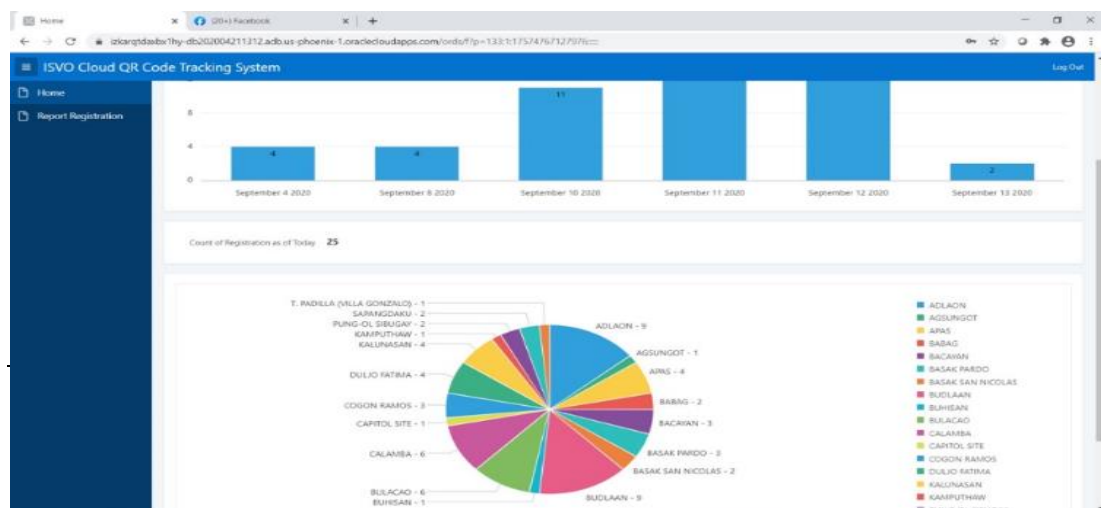 Home
(20+) Facebook
izkarqtdasbx1hy-db202004211312.adb.us-phoenix-1.oraclecloudapps.com/ords/f?p=133:1:17574767127976:::
ISVO Cloud QR Code Tracking System
Log Out
Home
Report Registration
8
4
0
4
4
11
2
September 4 2020
September 8 2020
September 10 2020
September 11 2020
September 12 2020
September 13 2020
Count of Registration as of Today 25
T. PADILLA (VILLA GONZALO) - 1
SAPANGDAKU - 2
PUNG-OL SIBUGAY - 2
KAMPUTHAW - 1
KALUNASAN - 4
DULJO FATIMA - 4
COGON RAMOS - 3
CAPITOL SITE - 1
CALAMBA - 6
BULACAO - 6
BUHISAN - 1
ADLAON - 9
AGSUNGOT - 1
APAS - 4
BABAG - 2
BACAYAN - 3
BASAK PARDO - 3
BASAK SAN NICOLAS - 2
BUDLAAN - 9
ADLAON
AGSUNGOT
APAS
BABAG
BACAYAN
BASAK PARDO
BASAK SAN NICOLAS
BUDLAAN
BUHISAN
BULACAO
CALAMBA
CAPITOL SITE
COGON RAMOS
DULJO FATIMA
KALUNASAN
KAMPUTHAW